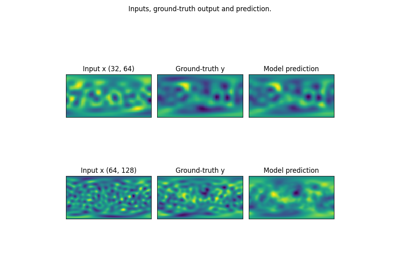 Inputs, ground-truth output and prediction.
Input x (32, 64) Ground-truth y Model prediction
Input x (64, 128) Ground-truth y Model prediction